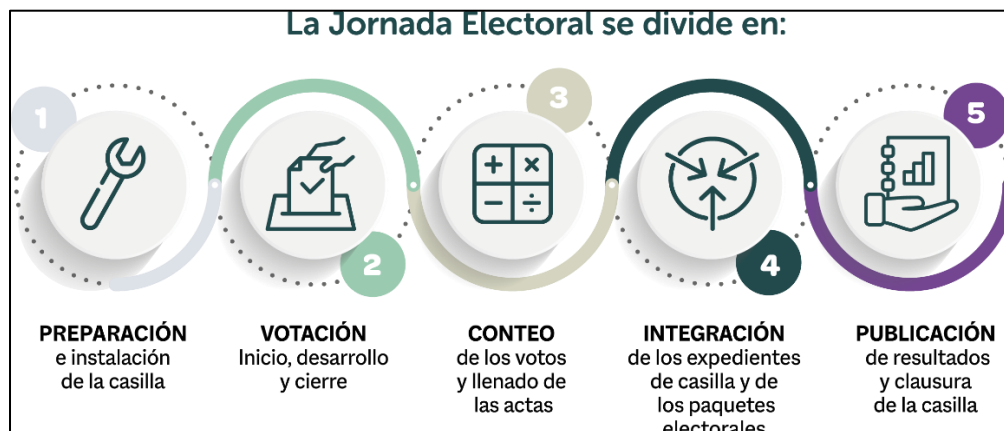 La Jornada Electoral se divide en:
1
2
3
4
5
PREPARACIÓN
e instalación
de la casilla
VOTACIÓN
Inicio, desarrollo
y cierre
CONTEO
de los votos
y llenado de
las actas
INTEGRACIÓN
de los expedientes
de casilla y de
los paquetes
electorales
PUBLICACIÓN
de resultados
y clausura
de la casilla